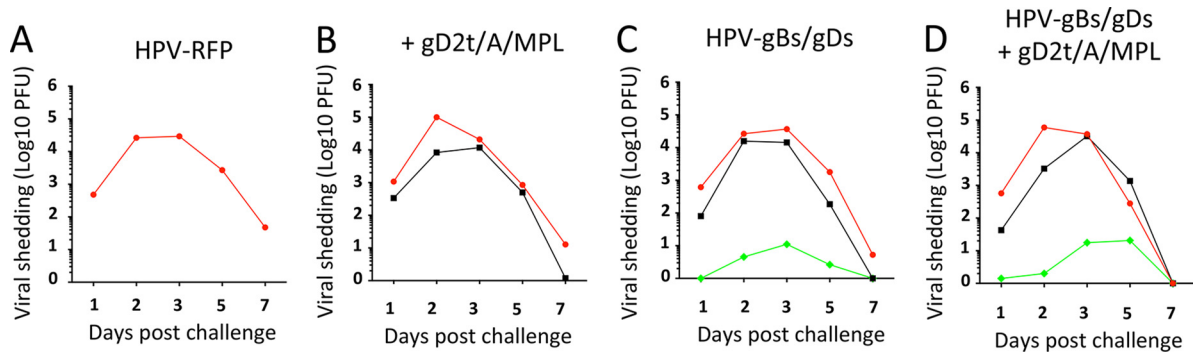 A
HPV-RFP
Viral shedding (Log10 PFU)
6
5
4
3
2
1
0
1 2 3 5 7
Days post challenge
B
+ gD2t/A/MPL
Viral shedding (Log10 PFU)
6
5
4
3
2
1
0
1 2 3 5 7
Days post challenge
C
HPV-gBs/gDs
Viral shedding (Log10 PFU)
6
5
4
3
2
1
0
1 2 3 5 7
Days post challenge
D
HPV-gBs/gDs
+ gD2t/A/MPL
Viral shedding (Log10 PFU)
6
5
4
3
2
1
0
1 2 3 5 7
Days post challenge